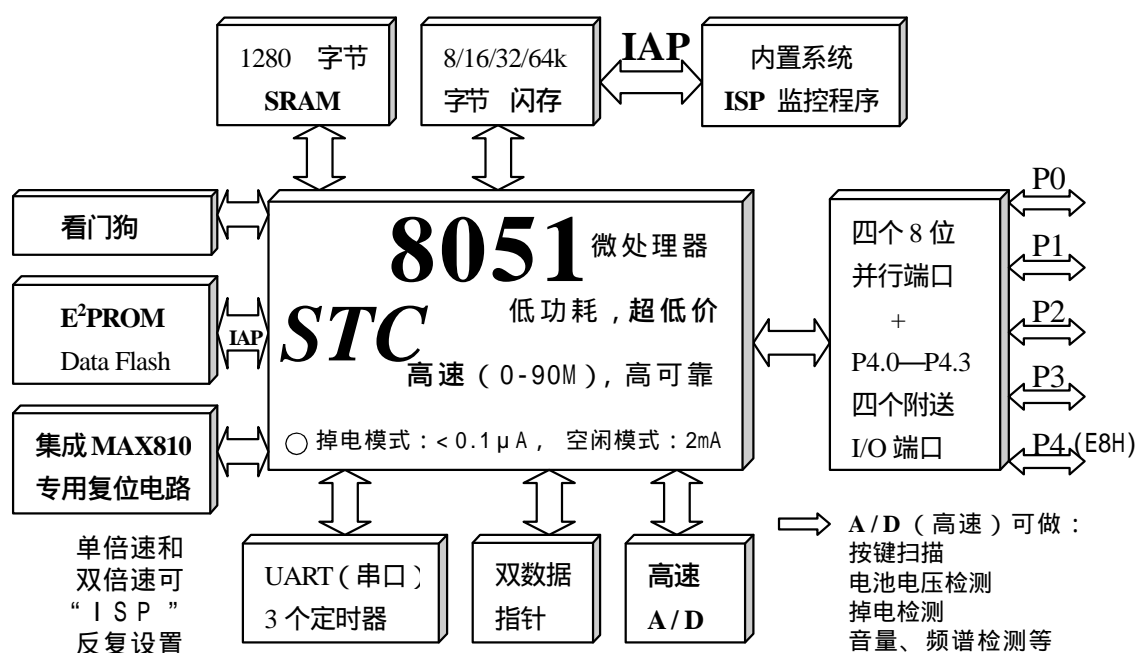 1280 字节
SRAM
8/16/32/64k
字节 闪存
IAP
内置系统
ISP 监控程序
看门狗
E²PROM
Data Flash
IAP
集成 MAX810
专用复位电路
8051 微处理器
STC
低功耗,超低价
高速(0-90M),高可靠
○ 掉电模式:<0.1μA, 空闲模式:2mA
四个 8 位
并行端口
+
P4.0—P4.3
四个附送
I/O 端口
P0
P1
P2
P3
P4 (E8H)
单倍速和
双倍速可
“ISP”
反复设置
UART(串口)
3 个定时器
双数据
指针
高速
A/D
A/D(高速)可做:
按键扫描
电池电压检测
掉电检测
音量、频谱检测等